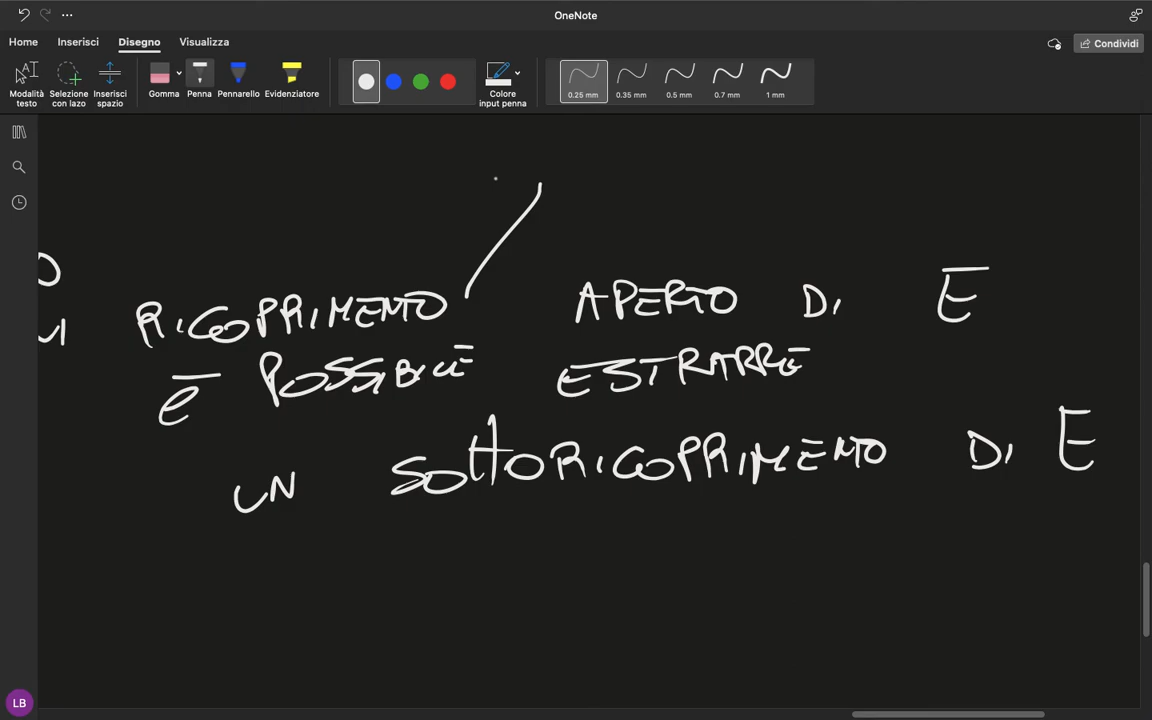 OneNote
Home Inserisci Disegno Visualizza
Condividi
Modalità testo Selezione con lazo Inserisci spazio Gomma Penna Pennarello Evidenziatore Colore input penna 0.25 mm 0.35 mm 0.5 mm 0.7 mm 1 mm
RICOPRIMENTO APERTO DI E
è POSSIBILE ESTRARRE
UN SOTTORICOPRIMENTO DI E
LB